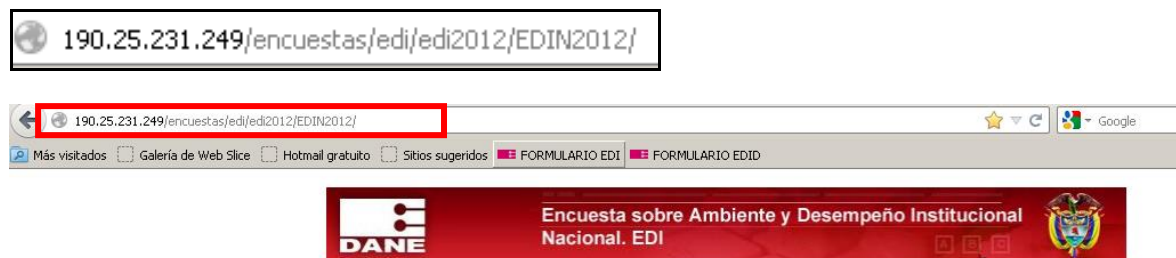 190.25.231.249/encuestas/edi/edi2012/EDIN2012/
190.25.231.249/encuestas/edi/edi2012/EDIN2012/
Google
Más visitados Galería de Web Slice Hotmail gratuito Sitios sugeridos FORMULARIO EDI FORMULARIO EDID
DANE
Encuesta sobre Ambiente y Desempeño Institucional
Nacional. EDI
A B C